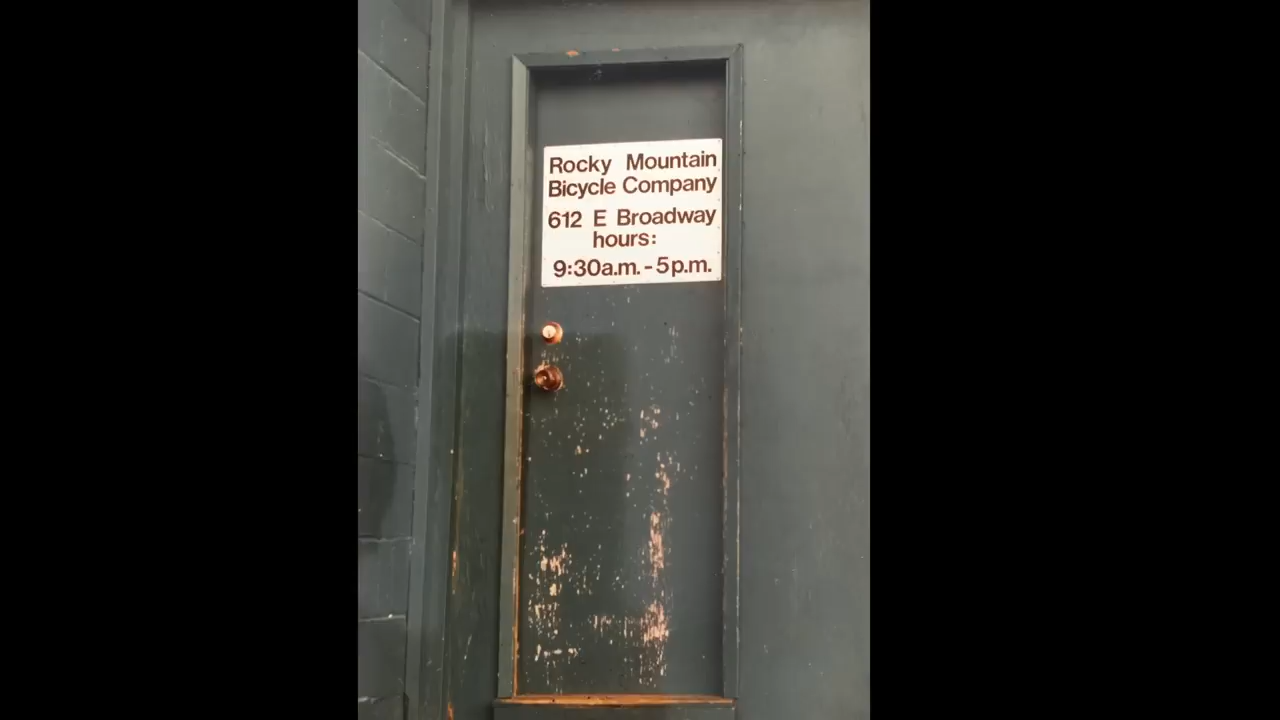 Rocky Mountain
Bicycle Company
612 E Broadway
hours:
9:30a.m.-5p.m.